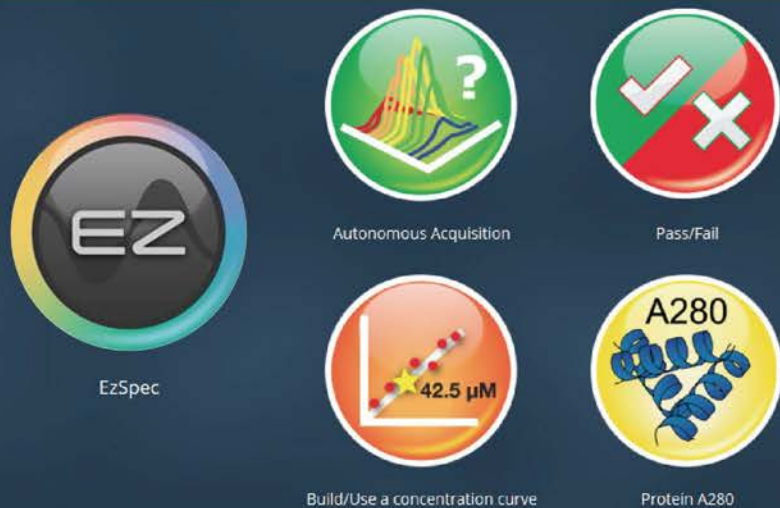 EZ
EzSpec
?
Autonomous Acquisition
Pass/Fail
42.5 µM
Build/Use a concentration curve
A280
Protein A280